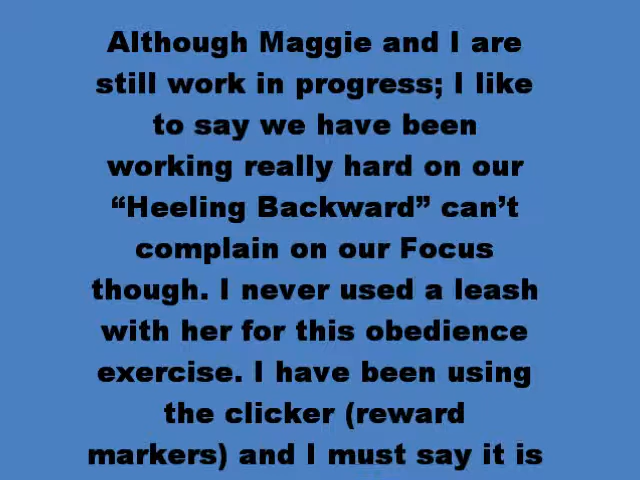 Although Maggie and I are
still work in progress; I like
to say we have been
working really hard on our
“Heeling Backward” can’t
complain on our Focus
though. I never used a leash
with her for this obedience
exercise. I have been using
the clicker (reward
markers) and I must say it is